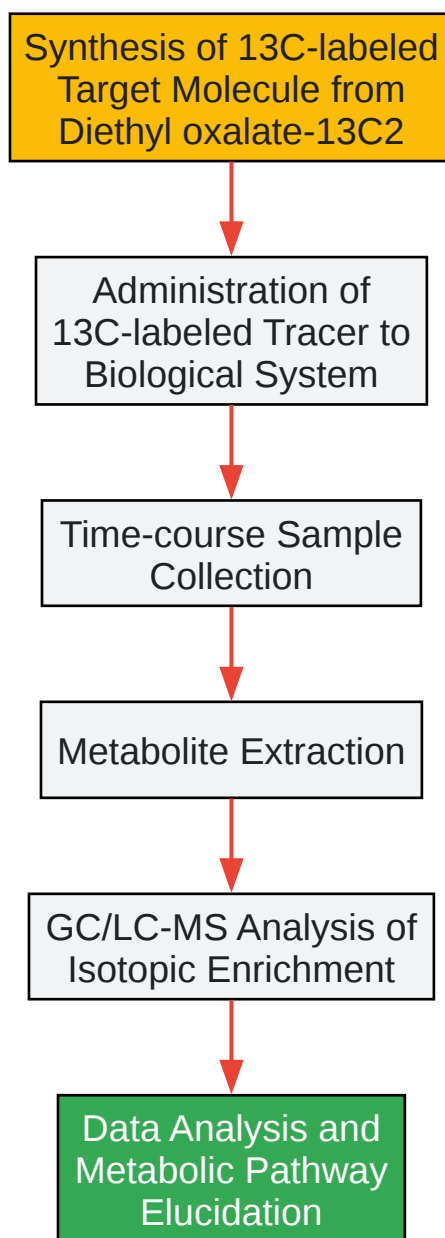 Synthesis of 13C-labeled
Target Molecule from
Diethyl oxalate-13C2
Administration of
13C-labeled Tracer to
Biological System
Time-course Sample
Collection
Metabolite Extraction
GC/LC-MS Analysis of
Isotopic Enrichment
Data Analysis and
Metabolic Pathway
Elucidation